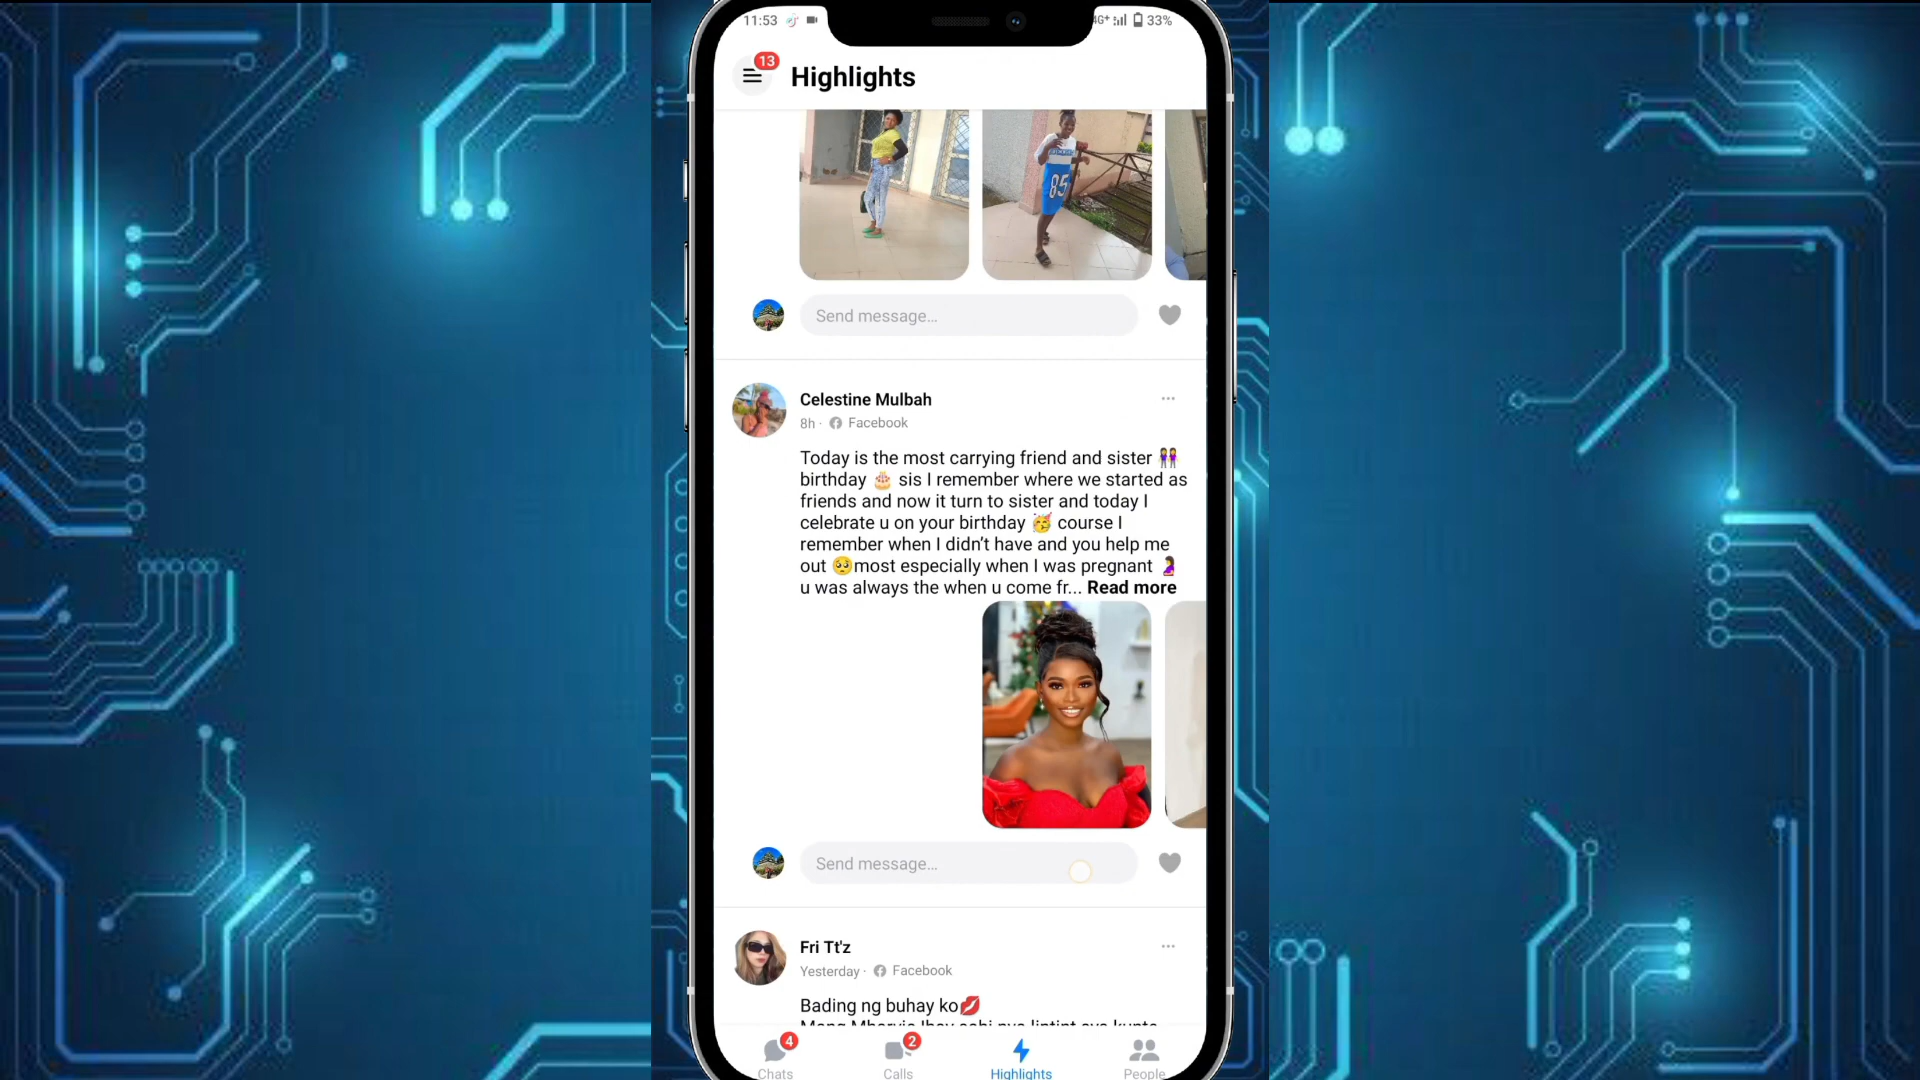 11:53
4G+
33%
13
Highlights
85
Send message…
Celestine Mulbah
8h · Facebook
Today is the most carrying friend and sister 👭
birthday 🎂 sis I remember where we started as
friends and now it turn to sister and today I
celebrate u on your birthday 🥳 course I
remember when I didn’t have and you help me
out 🥺most especially when I was pregnant 🤰
u was always the when u come fr... Read more
Send message…
Fri Tt'z
Yesterday · Facebook
Bading ng buhay ko💋
4
2
Chats
Calls
Highlights
People